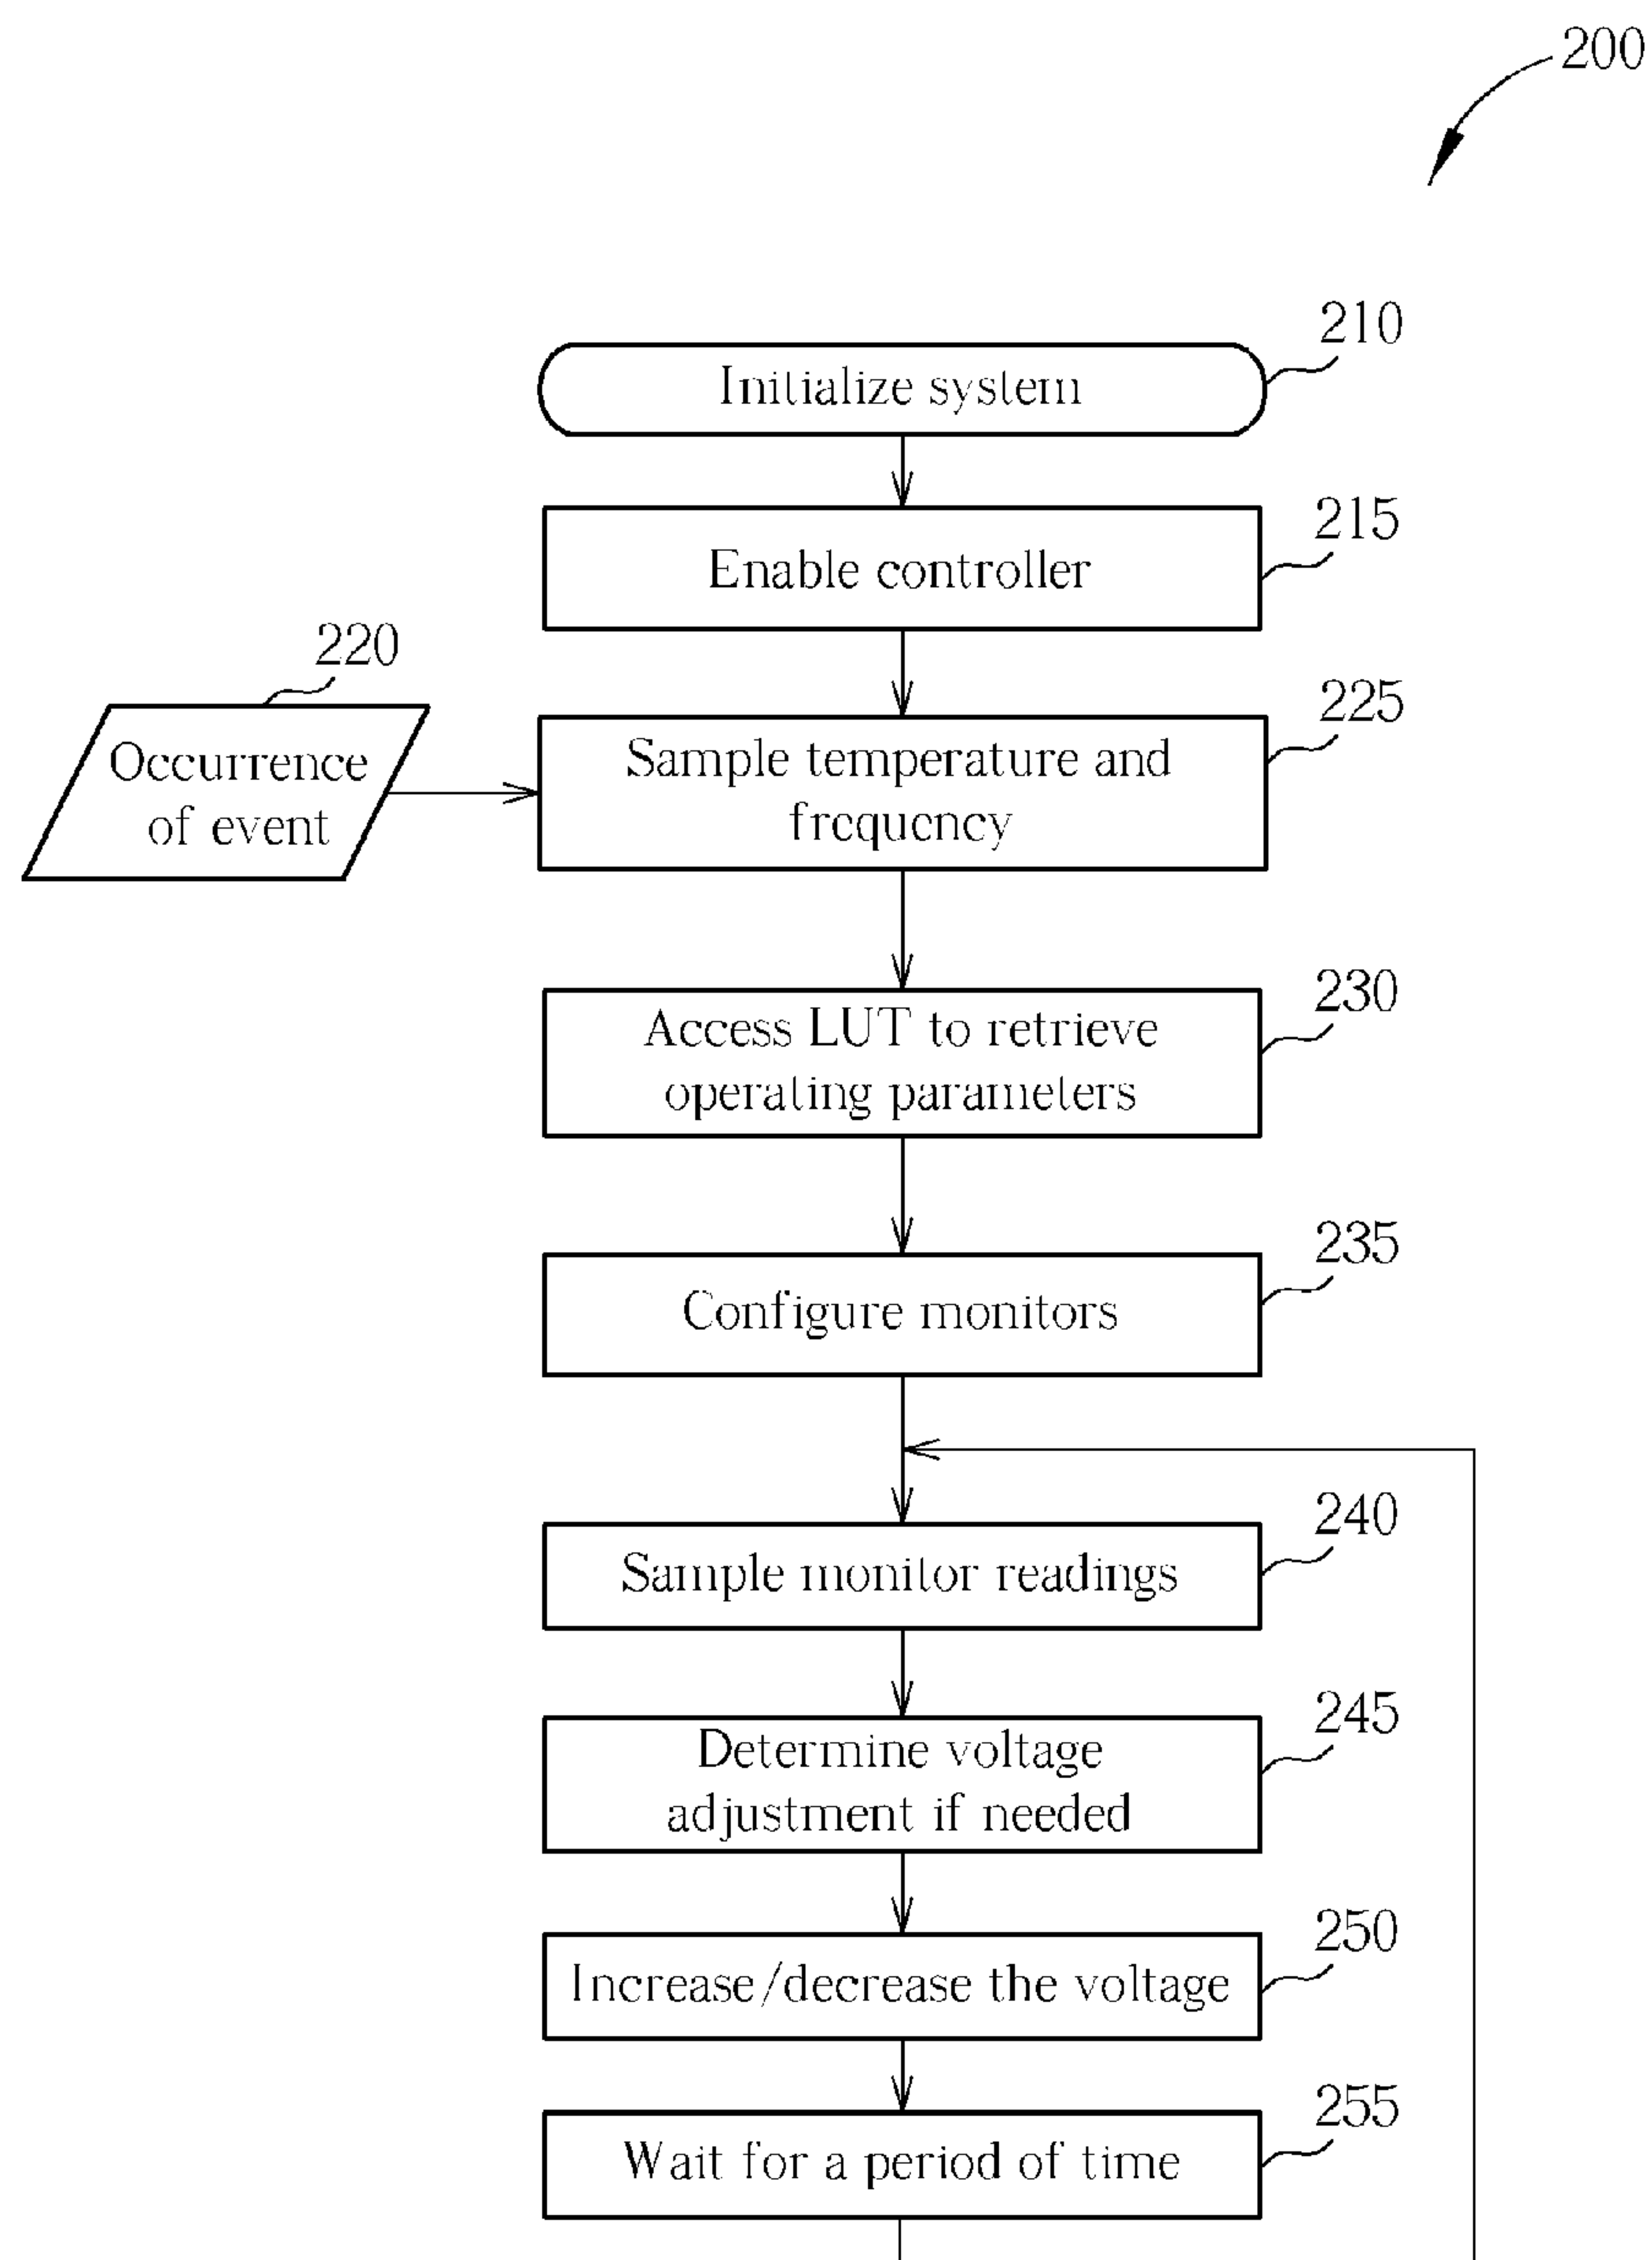 200
210
Initialize system
215
Enable controller
220
Occurrence
of event
225
Sample temperature and
frequency
230
Access LUT to retrieve
operating parameters
235
Configure monitors
240
Sample monitor readings
245
Determine voltage
adjustment if needed
250
Increase/decrease the voltage
255
Wait for a period of time